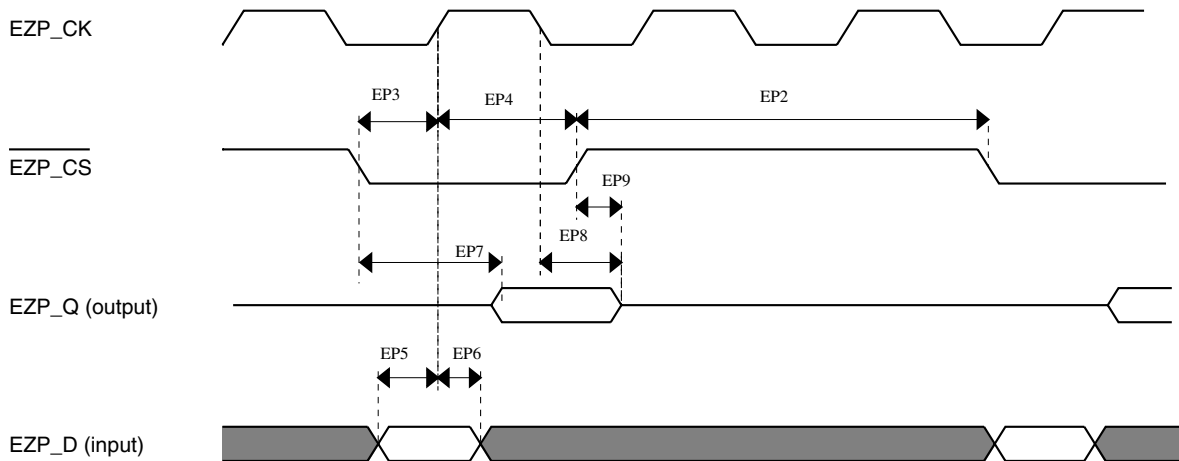 EZP_CK
EP3 EP4 EP2
EZP_CS
EP9
EP8
EP7
EZP_Q (output)
EP5 EP6
EZP_D (input)